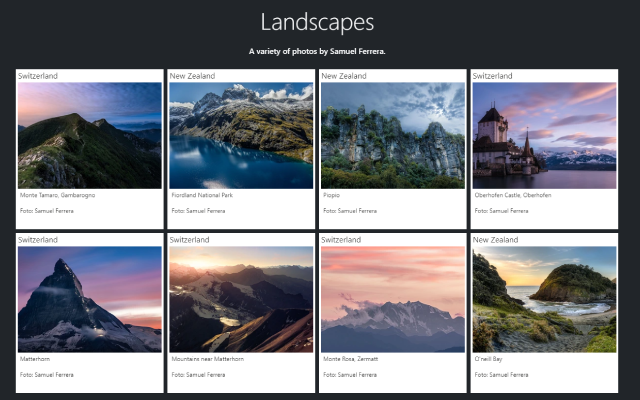 Landscapes
A variety of photos by Samuel Ferrera.
Switzerland
Monte Tamaro, Gambarogno
Foto: Samuel Ferrera
New Zealand
Fiordland National Park
Foto: Samuel Ferrera
New Zealand
Piopio
Foto: Samuel Ferrera
Switzerland
Oberhofen Castle, Oberhofen
Foto: Samuel Ferrera
Switzerland
Matterhorn
Foto: Samuel Ferrera
Switzerland
Mountains near Matterhorn
Foto: Samuel Ferrera
Switzerland
Monte Rosa, Zermatt
Foto: Samuel Ferrera
New Zealand
O'neill Bay
Foto: Samuel Ferrera